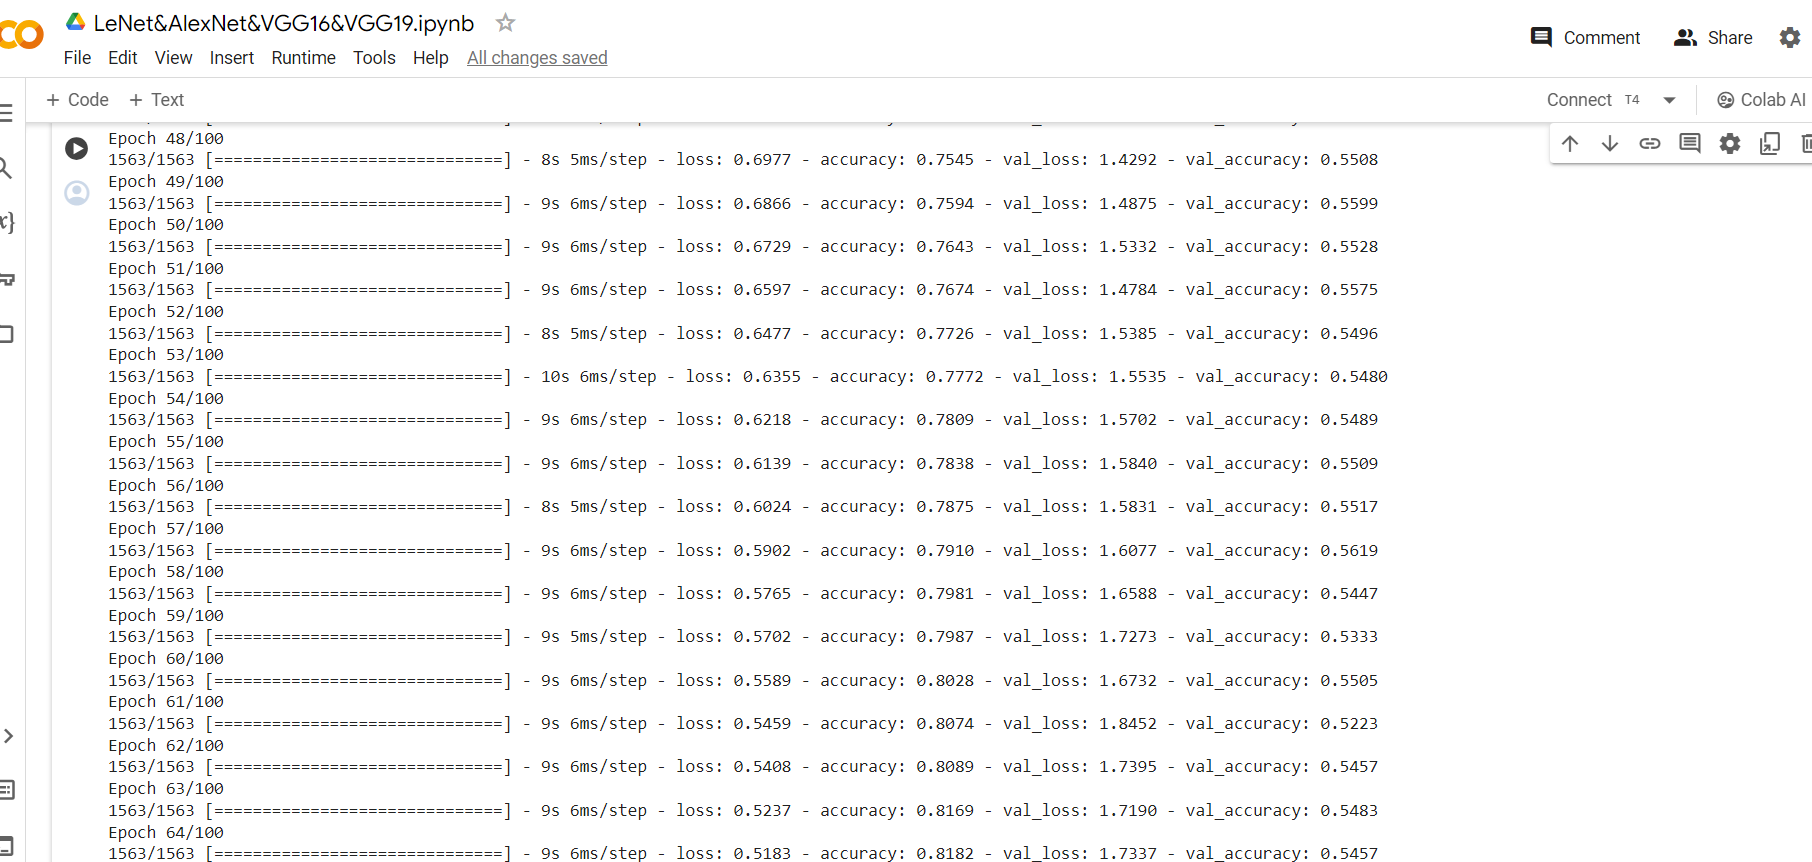 LeNet&AlexNet&VGG16&VGG19.ipynb
Comment
Share
File Edit View Insert Runtime Tools Help All changes saved
+ Code + Text
Connect T4
Colab AI
Epoch 48/100
1563/1563 [==============================] - 8s 5ms/step - loss: 0.6977 - accuracy: 0.7545 - val_loss: 1.4292 - val_accuracy: 0.5508
Epoch 49/100
1563/1563 [==============================] - 9s 6ms/step - loss: 0.6866 - accuracy: 0.7594 - val_loss: 1.4875 - val_accuracy: 0.5599
Epoch 50/100
1563/1563 [==============================] - 9s 6ms/step - loss: 0.6729 - accuracy: 0.7643 - val_loss: 1.5332 - val_accuracy: 0.5528
Epoch 51/100
1563/1563 [==============================] - 9s 6ms/step - loss: 0.6597 - accuracy: 0.7674 - val_loss: 1.4784 - val_accuracy: 0.5575
Epoch 52/100
1563/1563 [==============================] - 8s 5ms/step - loss: 0.6477 - accuracy: 0.7726 - val_loss: 1.5385 - val_accuracy: 0.5496
Epoch 53/100
1563/1563 [==============================] - 10s 6ms/step - loss: 0.6355 - accuracy: 0.7772 - val_loss: 1.5535 - val_accuracy: 0.5480
Epoch 54/100
1563/1563 [==============================] - 9s 6ms/step - loss: 0.6218 - accuracy: 0.7809 - val_loss: 1.5702 - val_accuracy: 0.5489
Epoch 55/100
1563/1563 [==============================] - 9s 6ms/step - loss: 0.6139 - accuracy: 0.7838 - val_loss: 1.5840 - val_accuracy: 0.5509
Epoch 56/100
1563/1563 [==============================] - 8s 5ms/step - loss: 0.6024 - accuracy: 0.7875 - val_loss: 1.5831 - val_accuracy: 0.5517
Epoch 57/100
1563/1563 [==============================] - 9s 6ms/step - loss: 0.5902 - accuracy: 0.7910 - val_loss: 1.6077 - val_accuracy: 0.5619
Epoch 58/100
1563/1563 [==============================] - 9s 6ms/step - loss: 0.5765 - accuracy: 0.7981 - val_loss: 1.6588 - val_accuracy: 0.5447
Epoch 59/100
1563/1563 [==============================] - 9s 5ms/step - loss: 0.5702 - accuracy: 0.7987 - val_loss: 1.7273 - val_accuracy: 0.5333
Epoch 60/100
1563/1563 [==============================] - 9s 6ms/step - loss: 0.5589 - accuracy: 0.8028 - val_loss: 1.6732 - val_accuracy: 0.5505
Epoch 61/100
1563/1563 [==============================] - 9s 6ms/step - loss: 0.5459 - accuracy: 0.8074 - val_loss: 1.8452 - val_accuracy: 0.5223
Epoch 62/100
1563/1563 [==============================] - 9s 6ms/step - loss: 0.5408 - accuracy: 0.8089 - val_loss: 1.7395 - val_accuracy: 0.5457
Epoch 63/100
1563/1563 [==============================] - 9s 6ms/step - loss: 0.5237 - accuracy: 0.8169 - val_loss: 1.7190 - val_accuracy: 0.5483
Epoch 64/100
1563/1563 [==============================] - 9s 6ms/step - loss: 0.5183 - accuracy: 0.8182 - val_loss: 1.7337 - val_accuracy: 0.5457